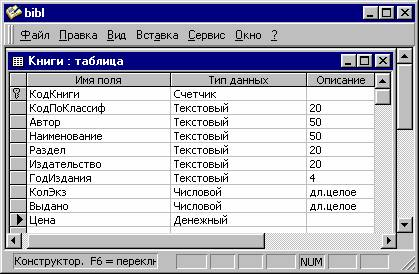 bibl
Файл Правка Вид Вставка Сервис Окно ?
Книги : таблица
Имя поля Тип данных Описание
КодКниги Счетчик
КодПоКлассиф Текстовый 20
Автор Текстовый 50
Наименование Текстовый 50
Раздел Текстовый 20
Издательство Текстовый 20
ГодИздания Текстовый 4
КолЭкз Числовой дл.целое
Выдано Числовой дл.целое
Цена Денежный
Конструктор. F6 = перекл NUM